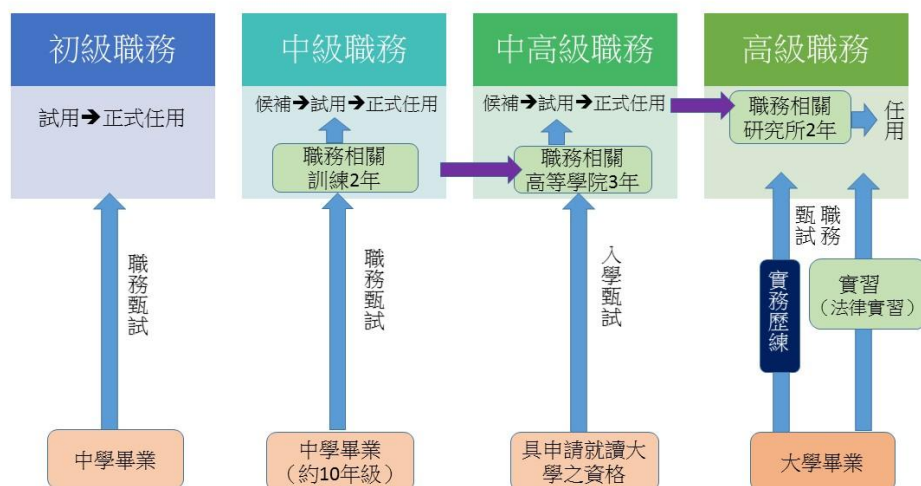 初級職務
試用➔正式任用
職務甄試
中學畢業
中級職務
候補➔試用➔正式任用
職務相關
訓練2年
職務甄試
中學畢業
（約10年級）
中高級職務
候補➔試用➔正式任用
職務相關
高等學院3年
入學甄試
具申請就讀大
學之資格
高級職務
職務相關
研究所2年
任用
職務
甄試
實務歷練
實習
（法律實習）
大學畢業